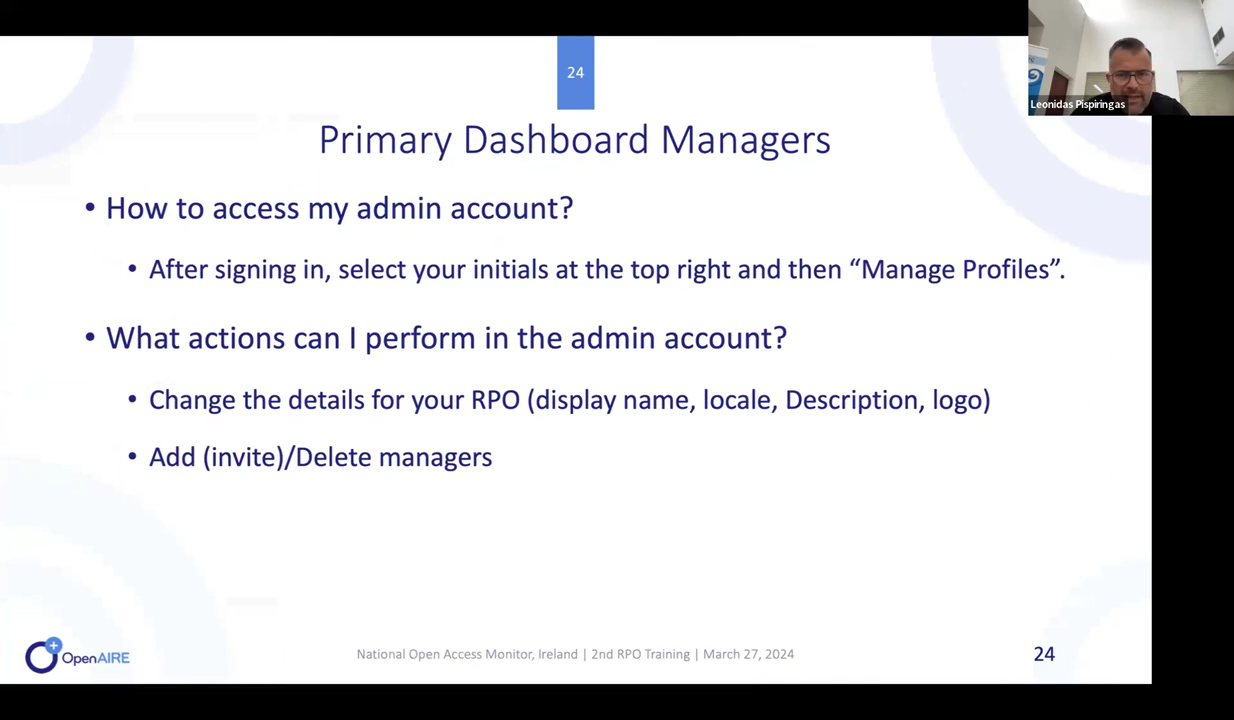 24
Leonidas Pispiringas
Primary Dashboard Managers
• How to access my admin account?
• After signing in, select your initials at the top right and then “Manage Profiles”.
• What actions can I perform in the admin account?
• Change the details for your RPO (display name, locale, Description, logo)
• Add (invite)/Delete managers
OpenAIRE
National Open Access Monitor, Ireland | 2nd RPO Training | March 27, 2024
24